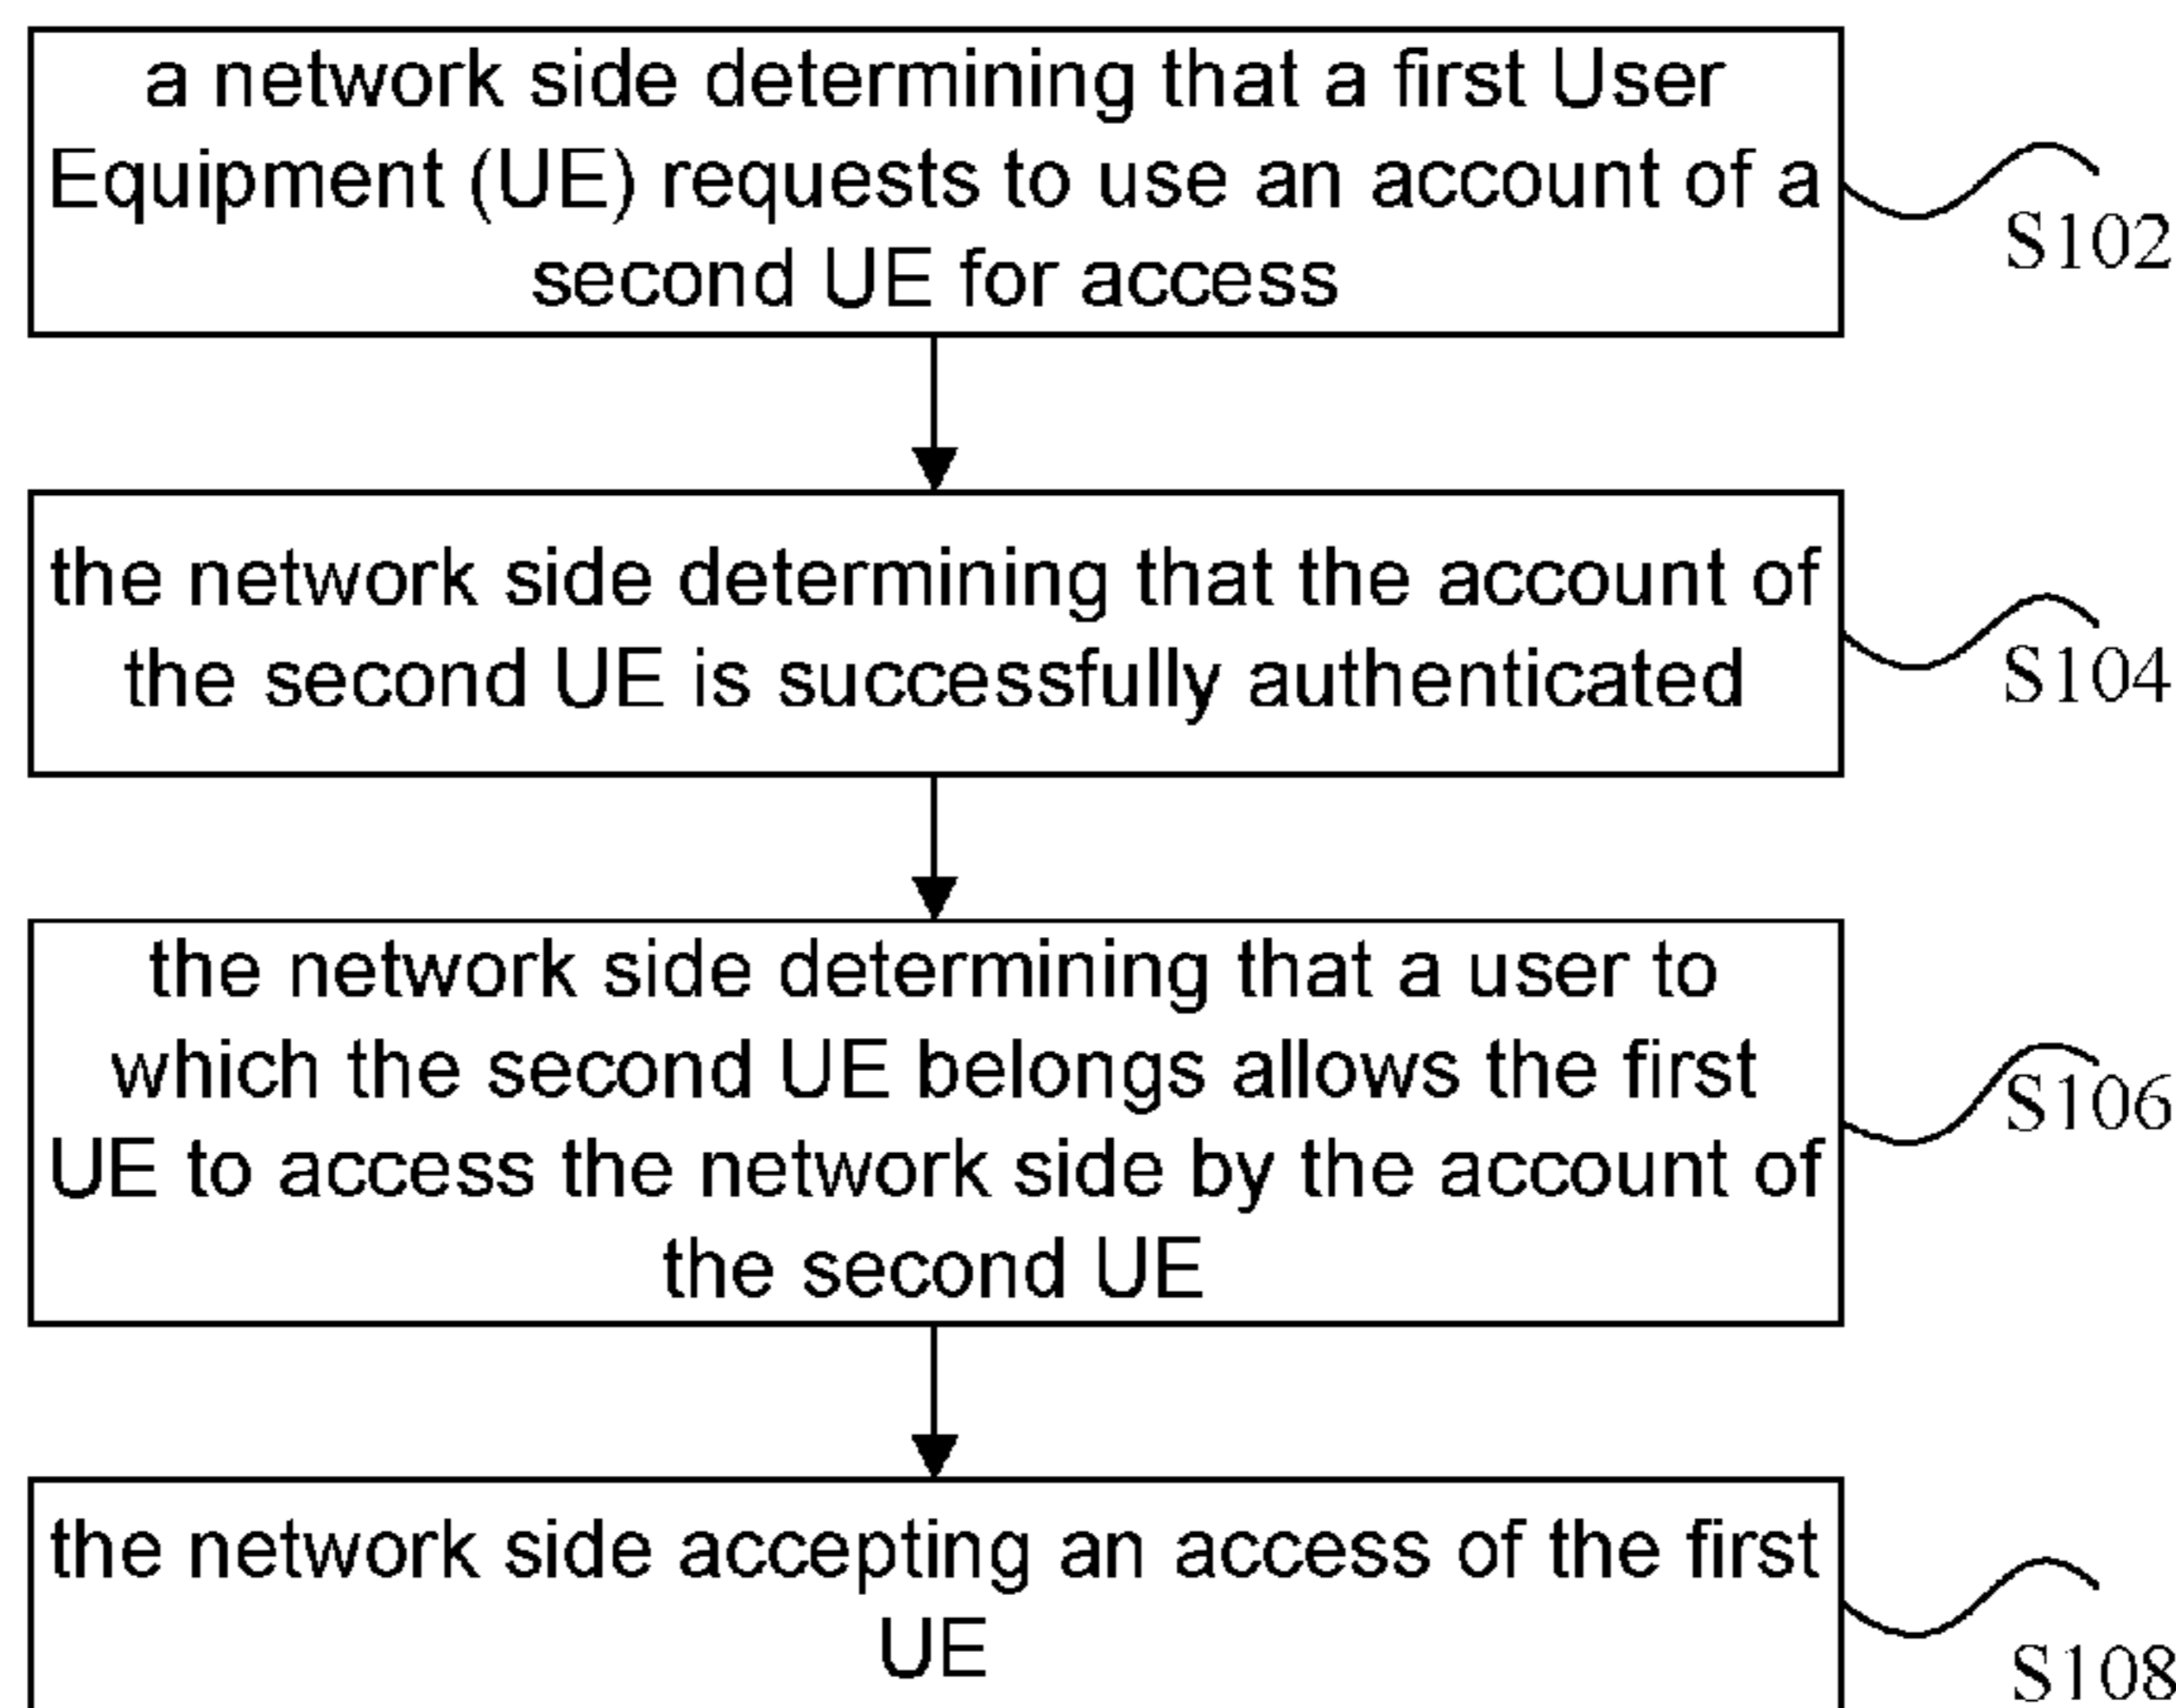 a network side determining that a first User
Equipment (UE) requests to use an account of a
second UE for access
S102
the network side determining that the account of
the second UE is successfully authenticated
S104
the network side determining that a user to
which the second UE belongs allows the first
UE to access the network side by the account of
the second UE
S106
the network side accepting an access of the first
UE
S108